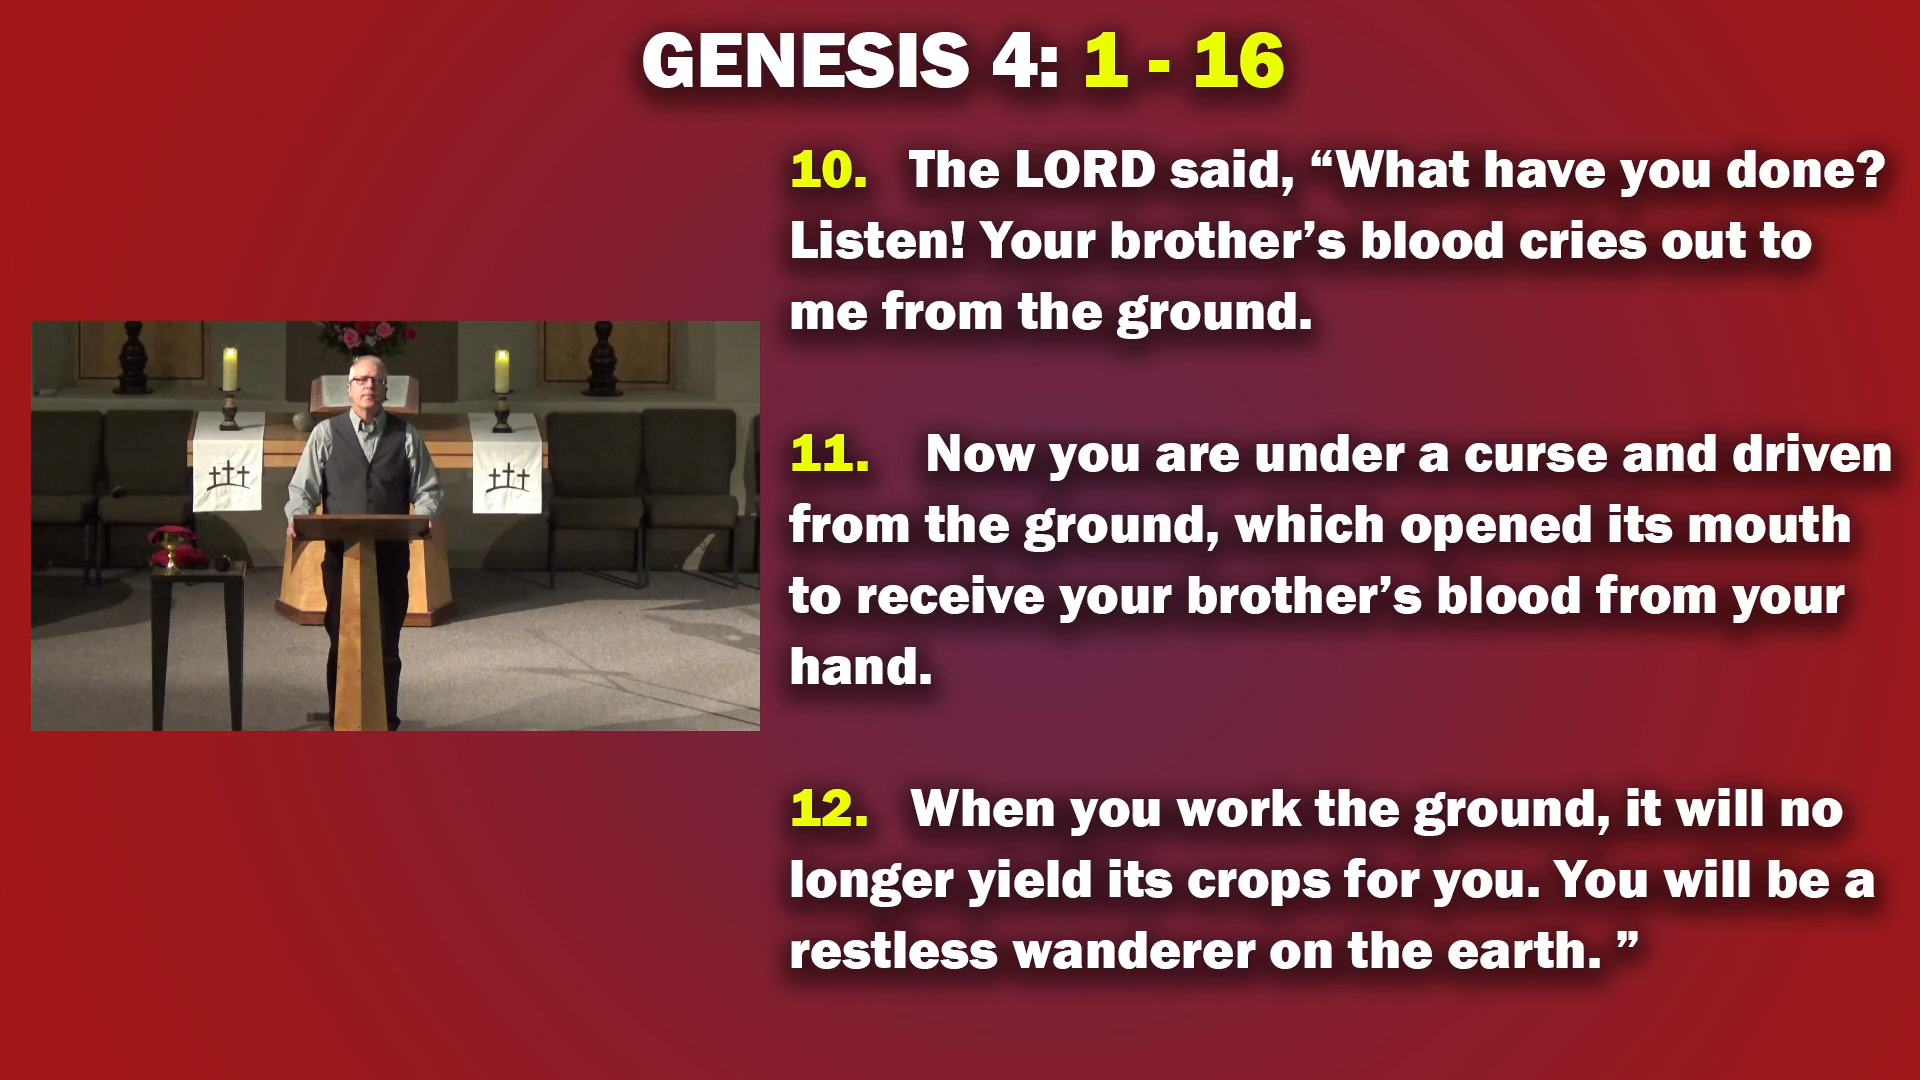 GENESIS 4: 1 - 16
10. The LORD said, “What have you done?
Listen! Your brother’s blood cries out to
me from the ground.
11. Now you are under a curse and driven
from the ground, which opened its mouth
to receive your brother’s blood from your
hand.
12. When you work the ground, it will no
longer yield its crops for you. You will be a
restless wanderer on the earth. ”